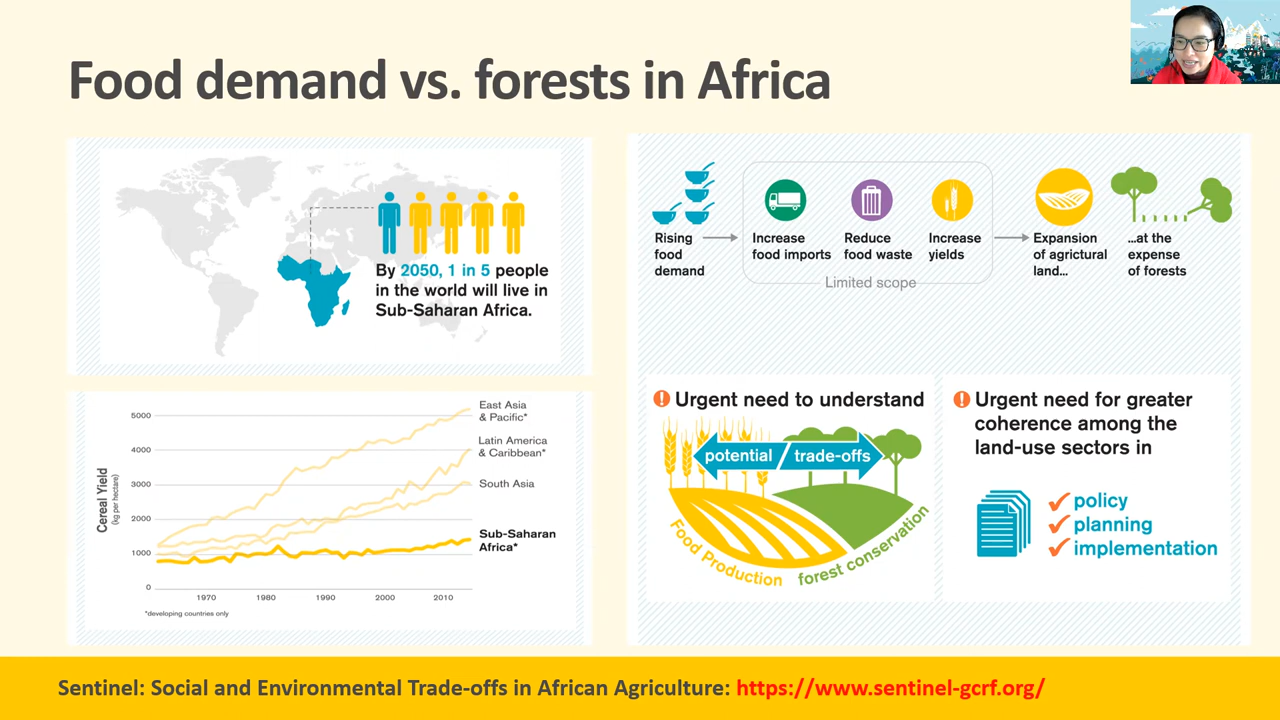 Food demand vs. forests in Africa
By 2050, 1 in 5 people
in the world will live in
Sub-Saharan Africa.
Rising
food
demand
Increase
food imports
Reduce
food waste
Increase
yields
Limited scope
Expansion
of agrictural
land...
...at the
expense
of forests
Cereal Yield
(kg per hectare)
5000
4000
3000
2000
1000
0
1970
1980
1990
2000
2010
East Asia
& Pacific*
Latin America
& Caribbean*
South Asia
Sub-Saharan
Africa*
*developing countries only
Urgent need to understand
potential / trade-offs
Food Production
forest conservation
Urgent need for greater
coherence among the
land-use sectors in
policy
planning
implementation
Sentinel: Social and Environmental Trade-offs in African Agriculture: https://www.sentinel-gcrf.org/